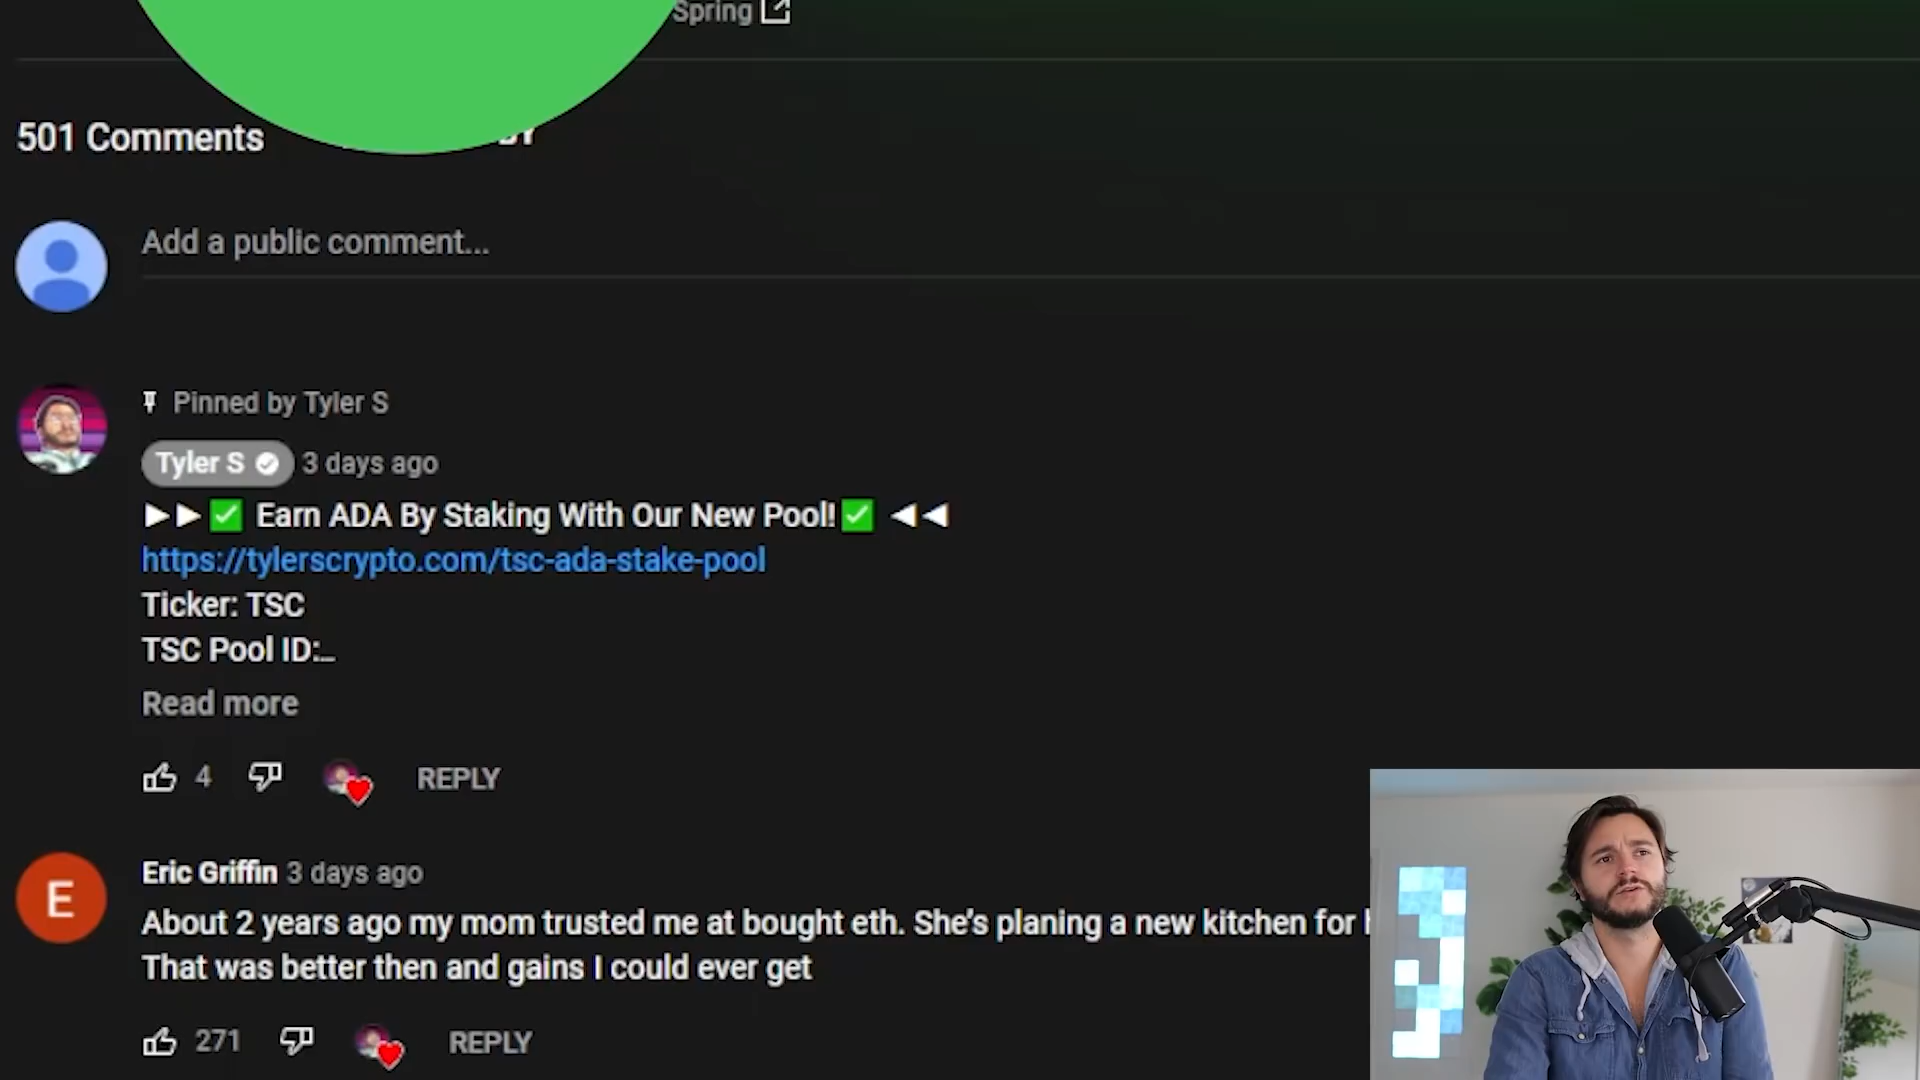 Spring
501 Comments
BY
Add a public comment...
Pinned by Tyler S
Tyler S 3 days ago
▶▶✅ Earn ADA By Staking With Our New Pool!✅ ◀◀
https://tylerscrypto.com/tsc-ada-stake-pool
Ticker: TSC
TSC Pool ID:...
Read more
4 REPLY
E
Eric Griffin 3 days ago
About 2 years ago my mom trusted me at bought eth. She's planing a new kitchen for
That was better then and gains I could ever get
271 REPLY